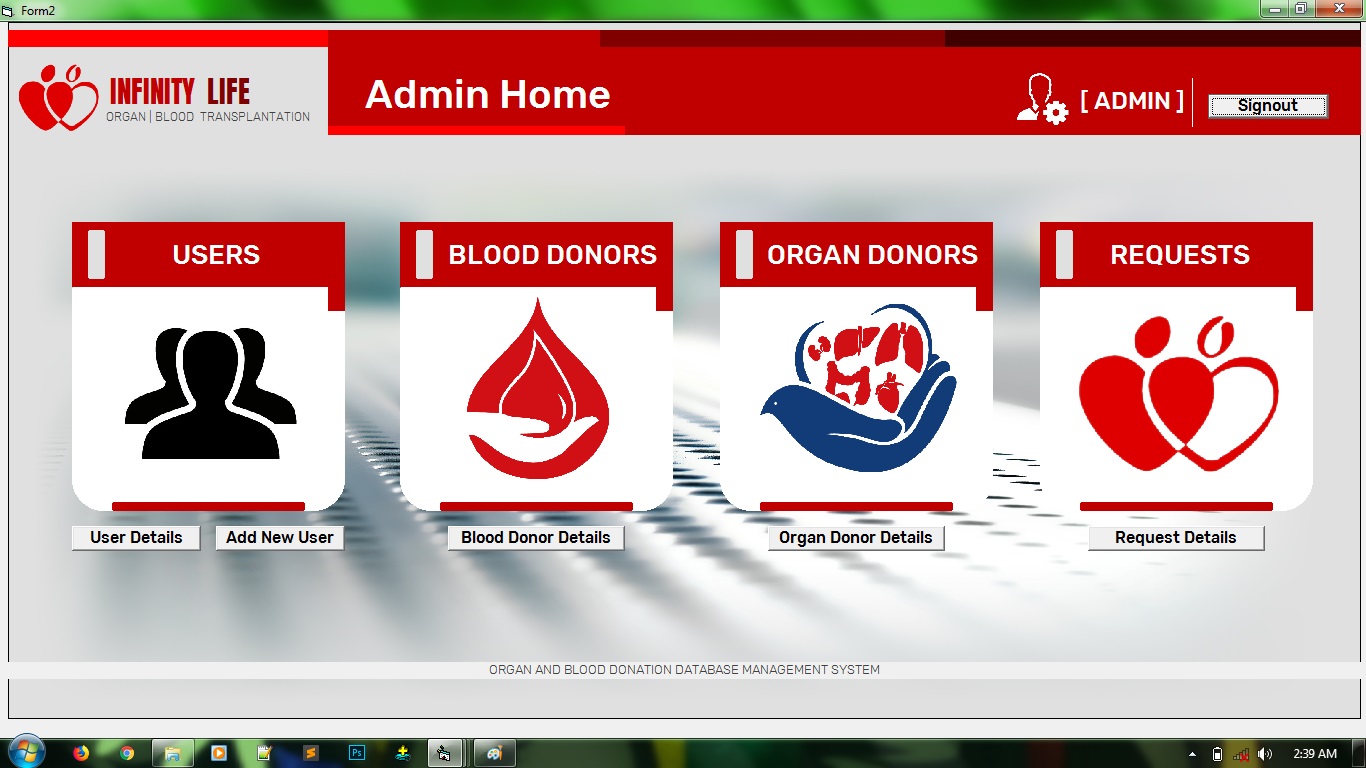 Form2
INFINITY LIFE
ORGAN | BLOOD TRANSPLANTATION
Admin Home
[ ADMIN ]
Signout
USERS
BLOOD DONORS
ORGAN DONORS
REQUESTS
User Details
Add New User
Blood Donor Details
Organ Donor Details
Request Details
ORGAN AND BLOOD DONATION DATABASE MANAGEMENT SYSTEM
Ps
2:39 AM